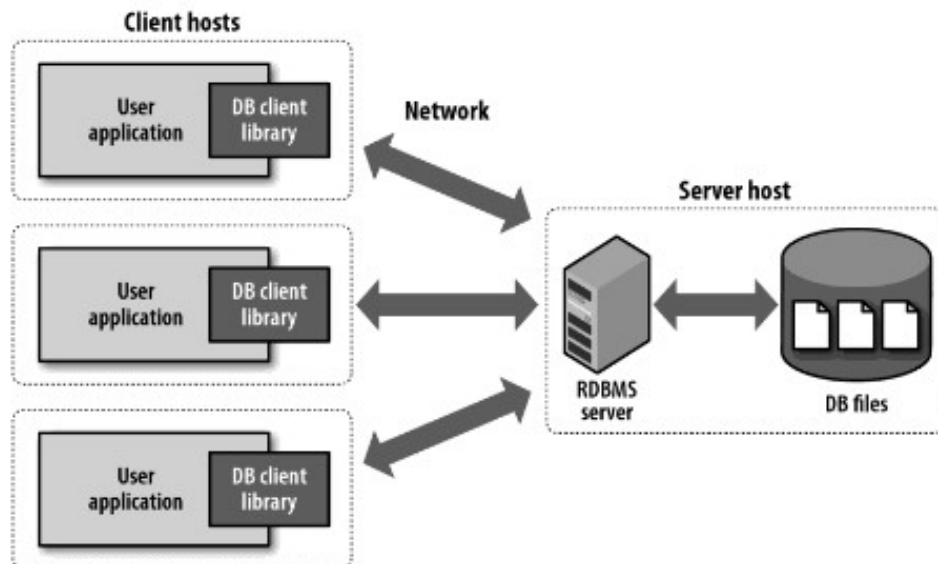 Client hosts
User
application
DB client
library
Network
User
application
DB client
library
Server host
RDBMS
server
DB files
User
application
DB client
library